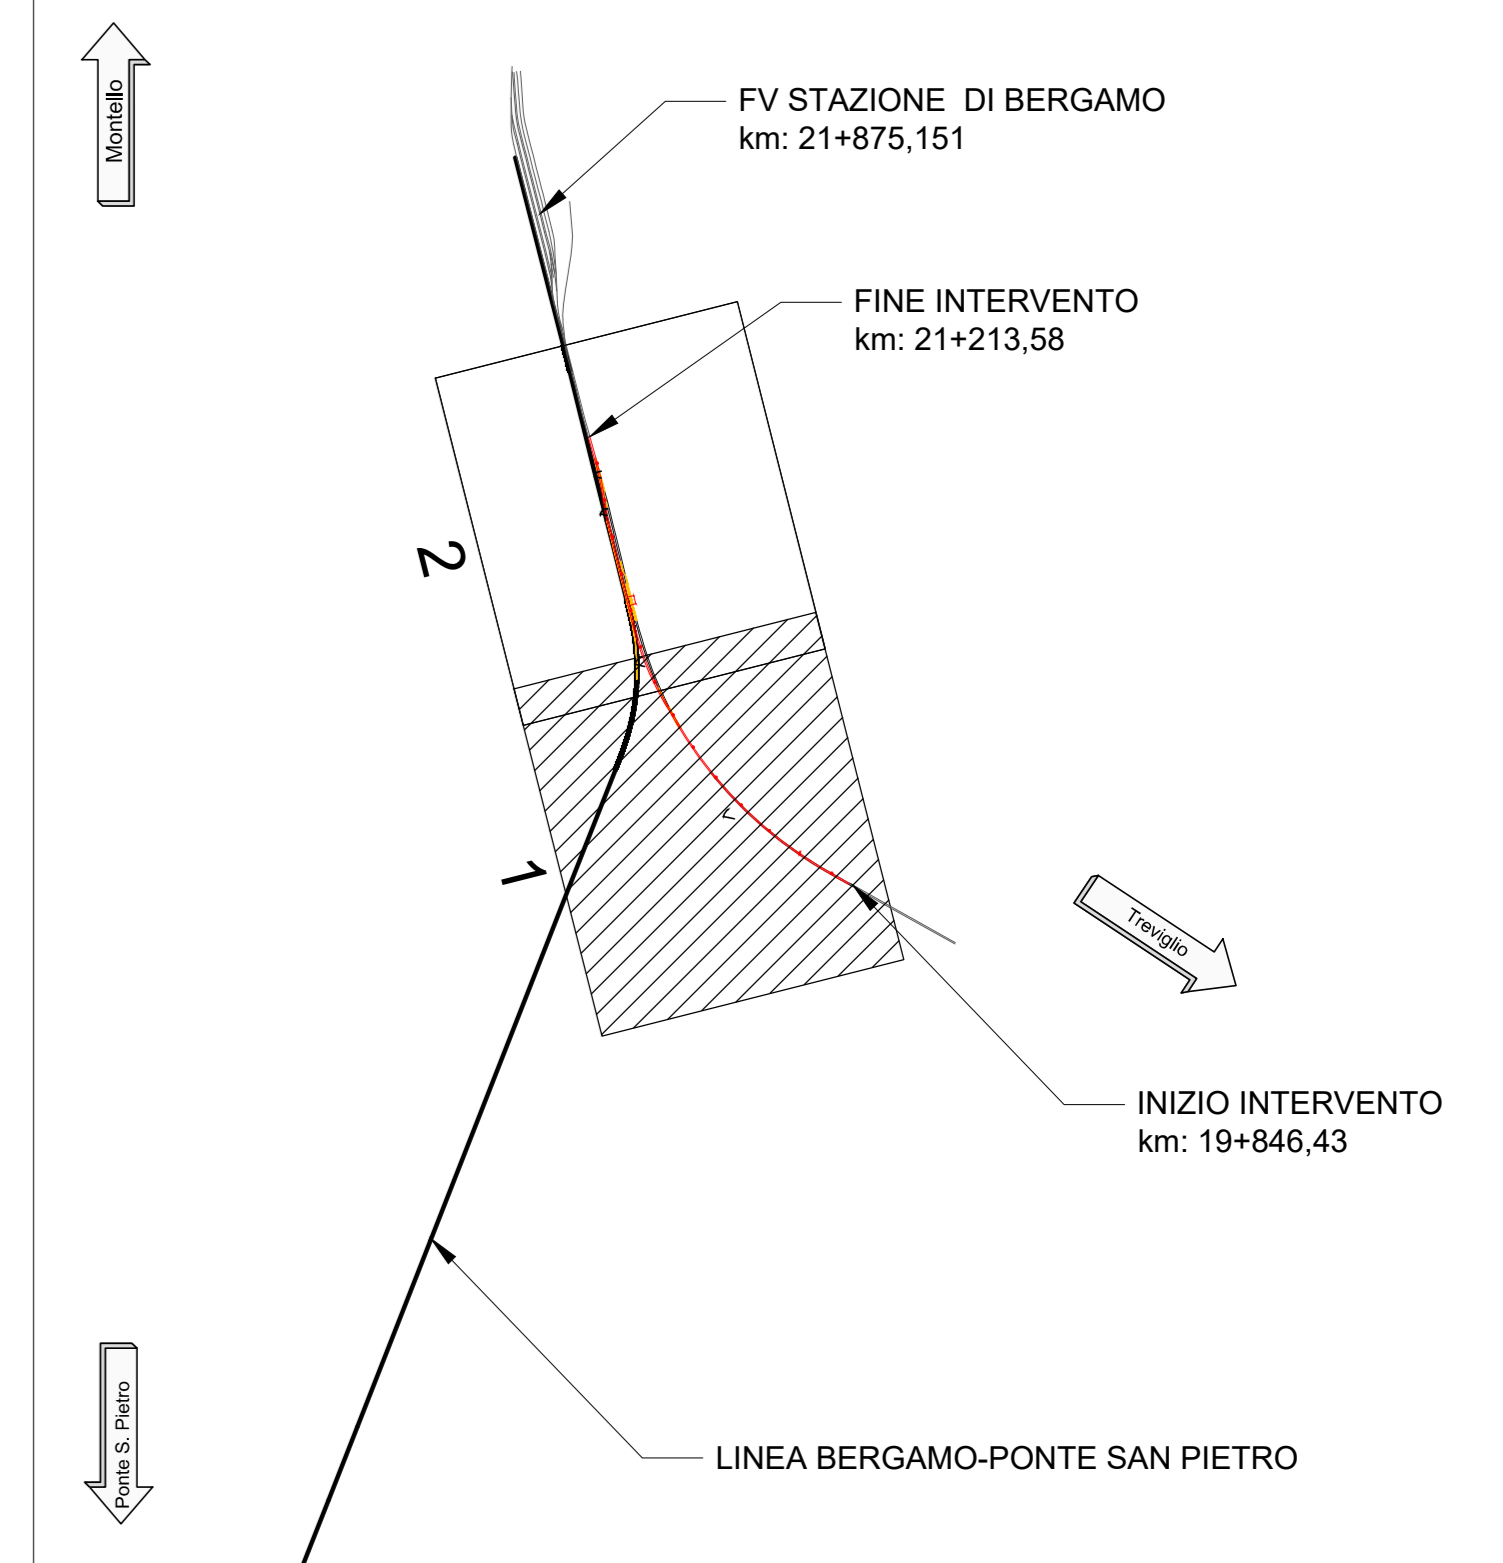 Montello
FV STAZIONE DI BERGAMO
km: 21+875,151
FINE INTERVENTO
km: 21+213,58
2
1
Treviglio
INIZIO INTERVENTO
km: 19+846,43
Ponte S. Pietro
LINEA BERGAMO-PONTE SAN PIETRO